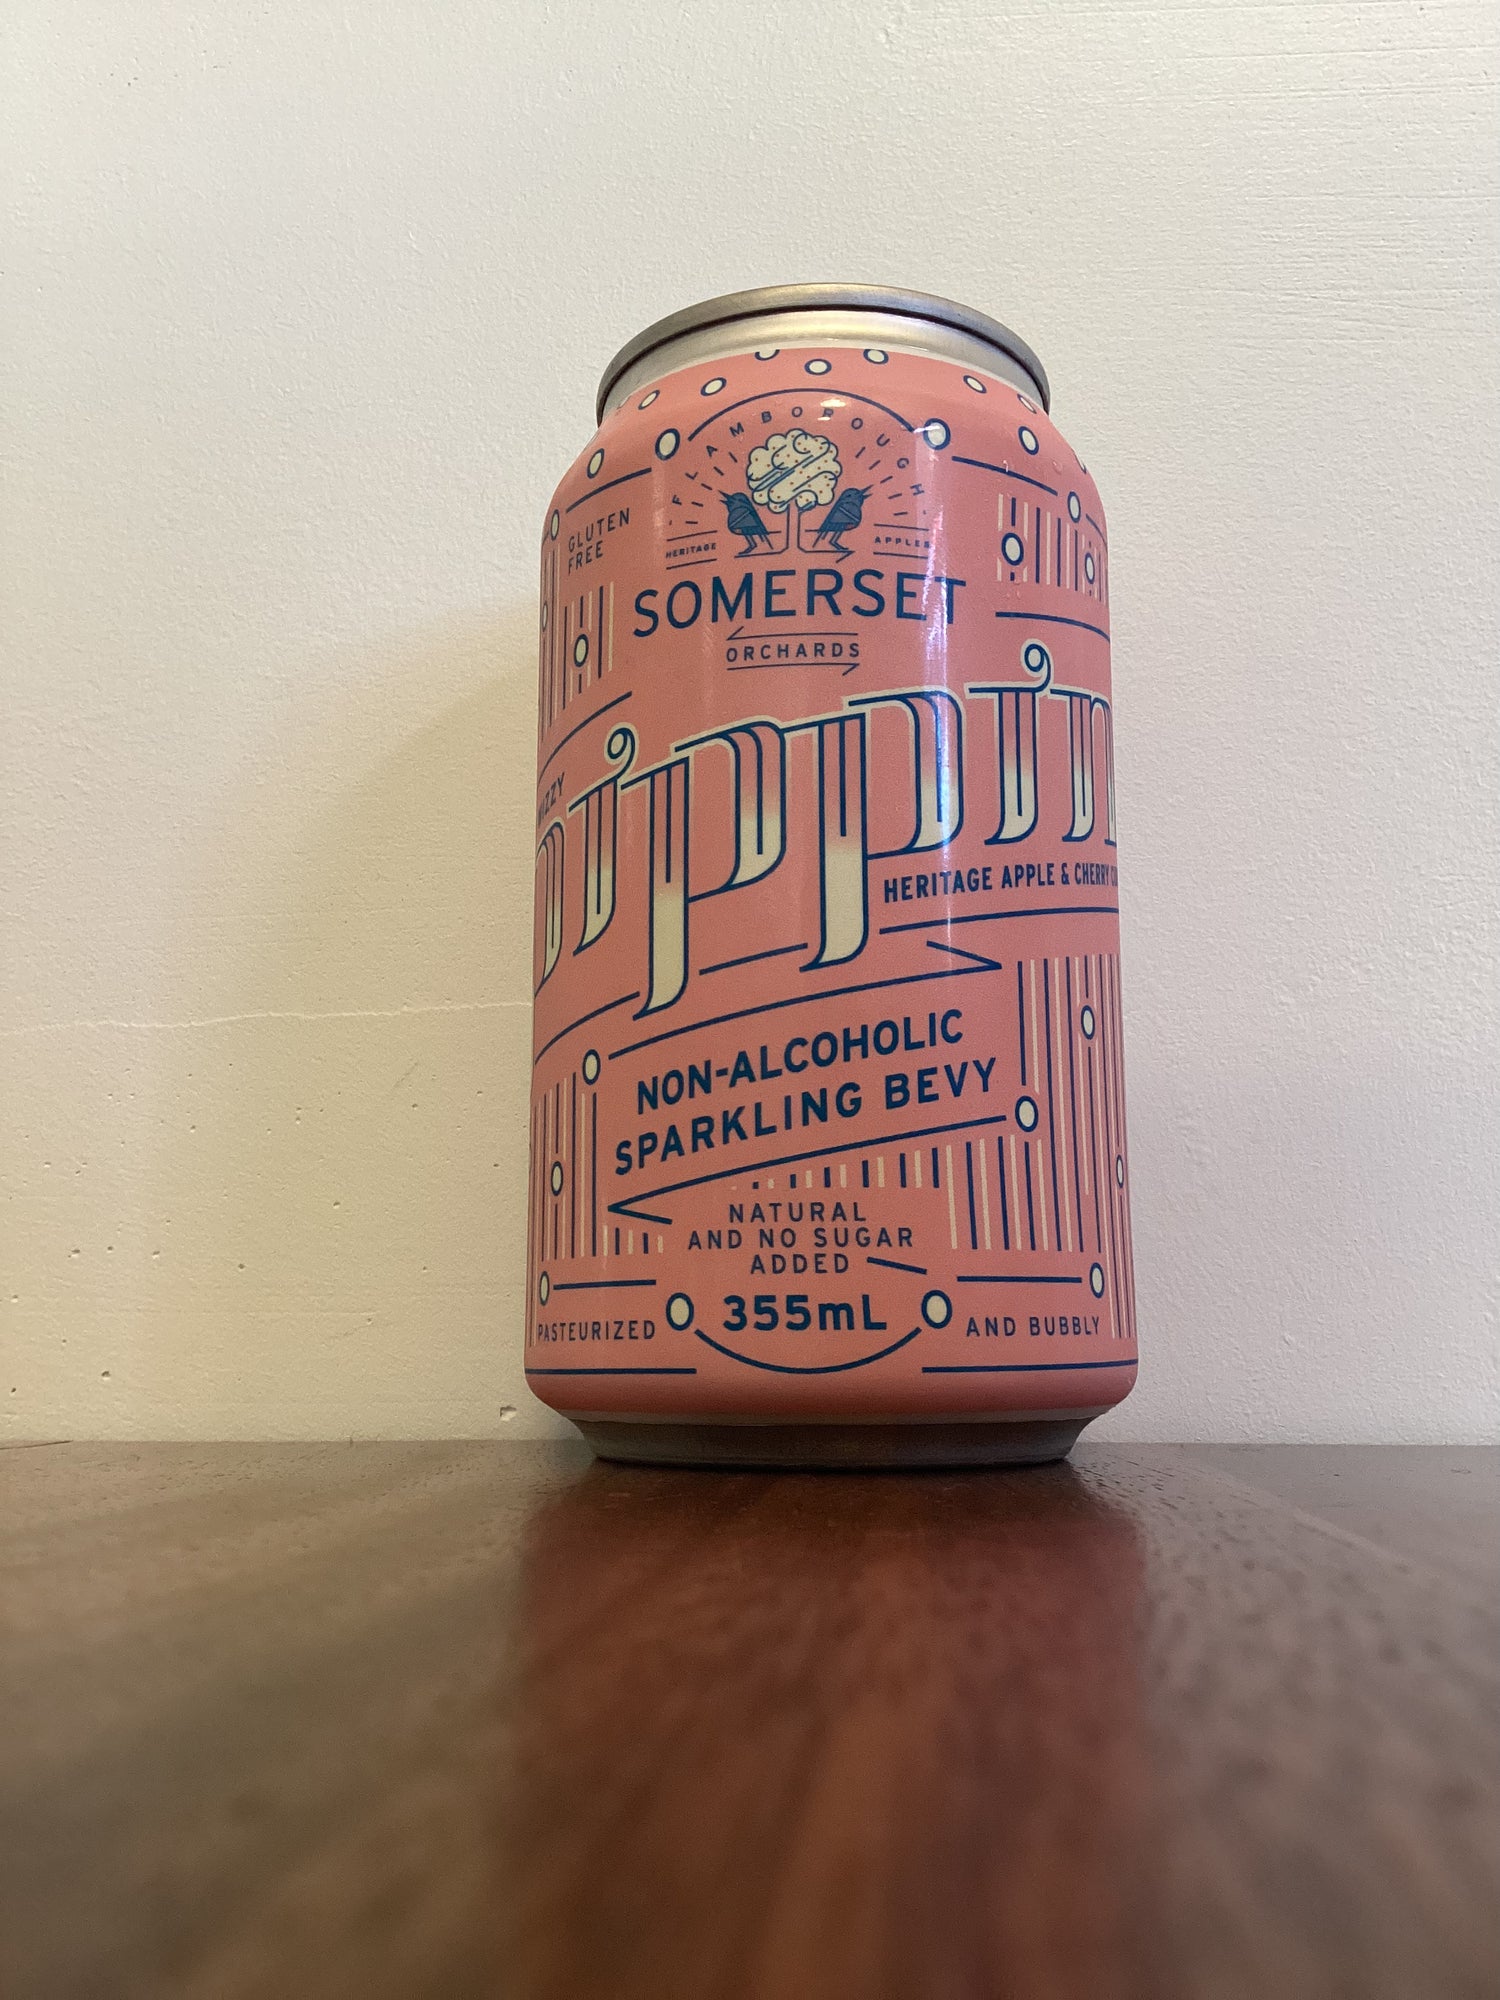 FLAMBOROUGH
HERITAGE APPLES
GLUTEN
FREE
SOMERSET
ORCHARDS
pippin
HERITAGE APPLE & CHERRY
NON-ALCOHOLIC
SPARKLING BEVY
NATURAL
AND NO SUGAR
ADDED
355mL
PASTEURIZED
AND BUBBLY